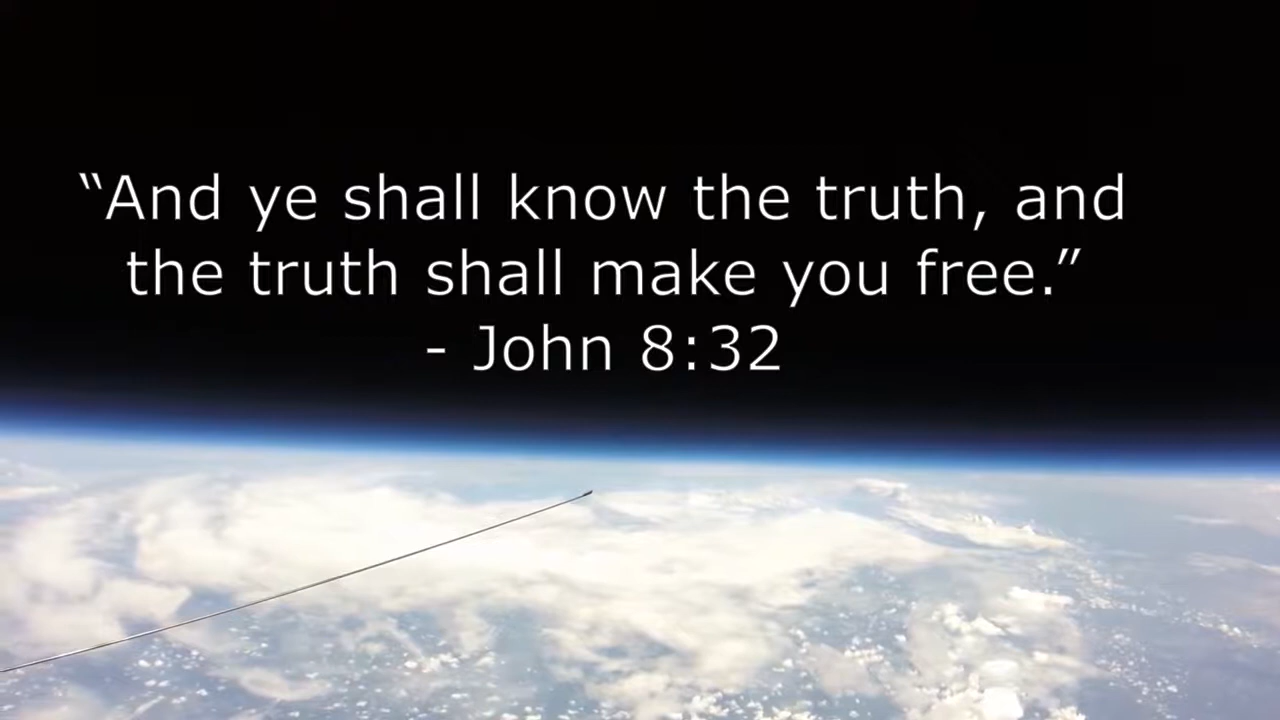 “And ye shall know the truth, and
the truth shall make you free.”
- John 8:32